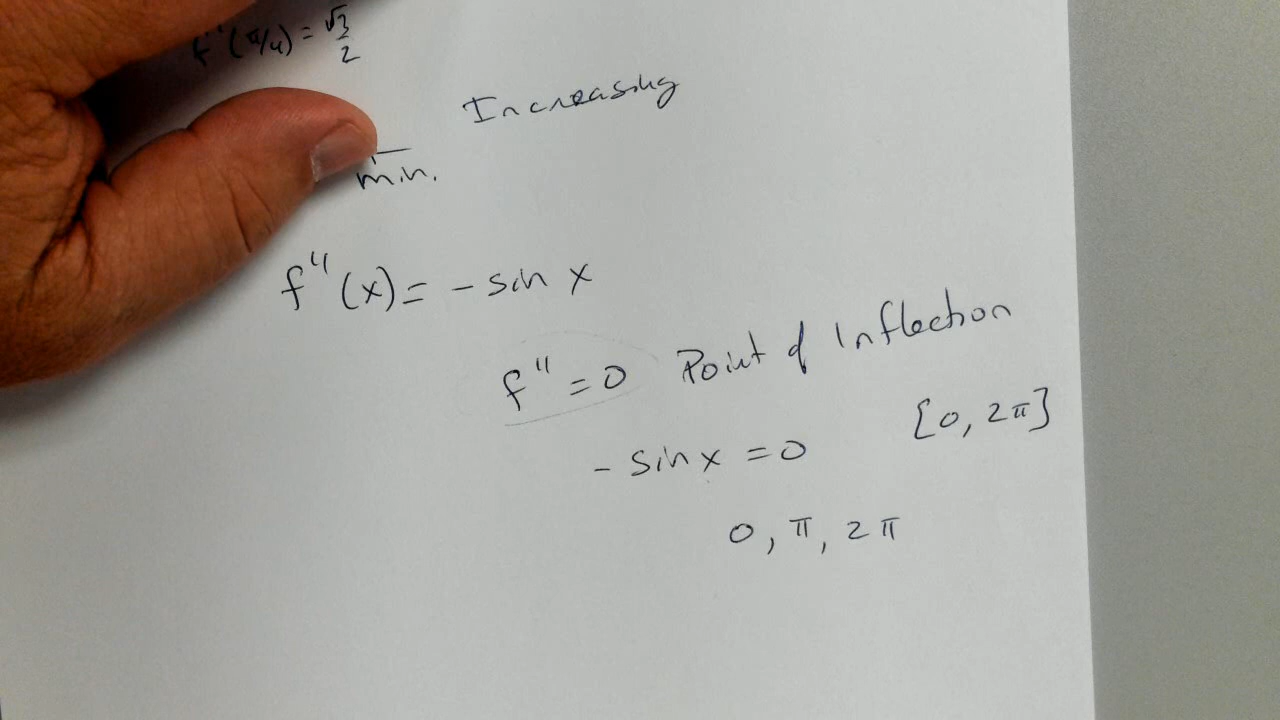 f'(π/4) = √3/2
Increasing
min.
f''(x) = - sin x
f'' = 0 Point of Inflection
[0, 2π]
- sin x = 0
0, π, 2π